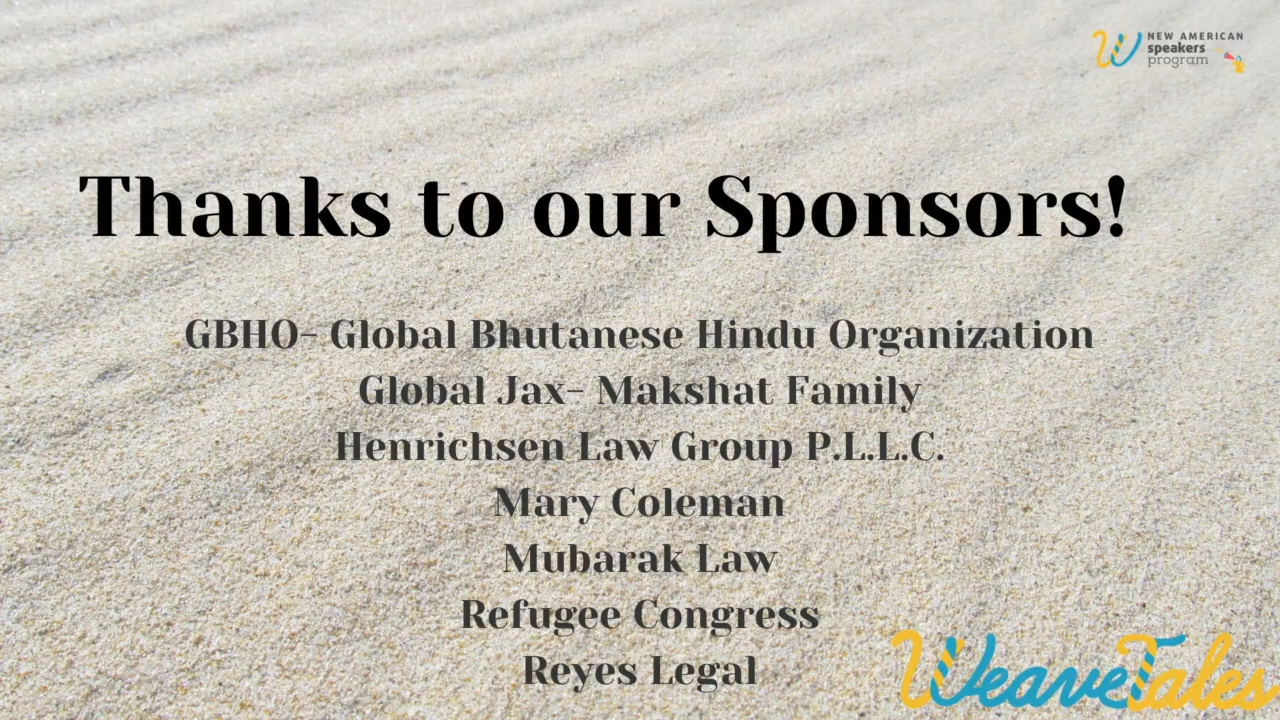 NEW AMERICAN
speakers
program
Thanks to our Sponsors!
GBHO- Global Bhutanese Hindu Organization
Global Jax- Makshat Family
Henrichsen Law Group P.L.L.C.
Mary Coleman
Mubarak Law
Refugee Congress
Reyes Legal
WeaveTales